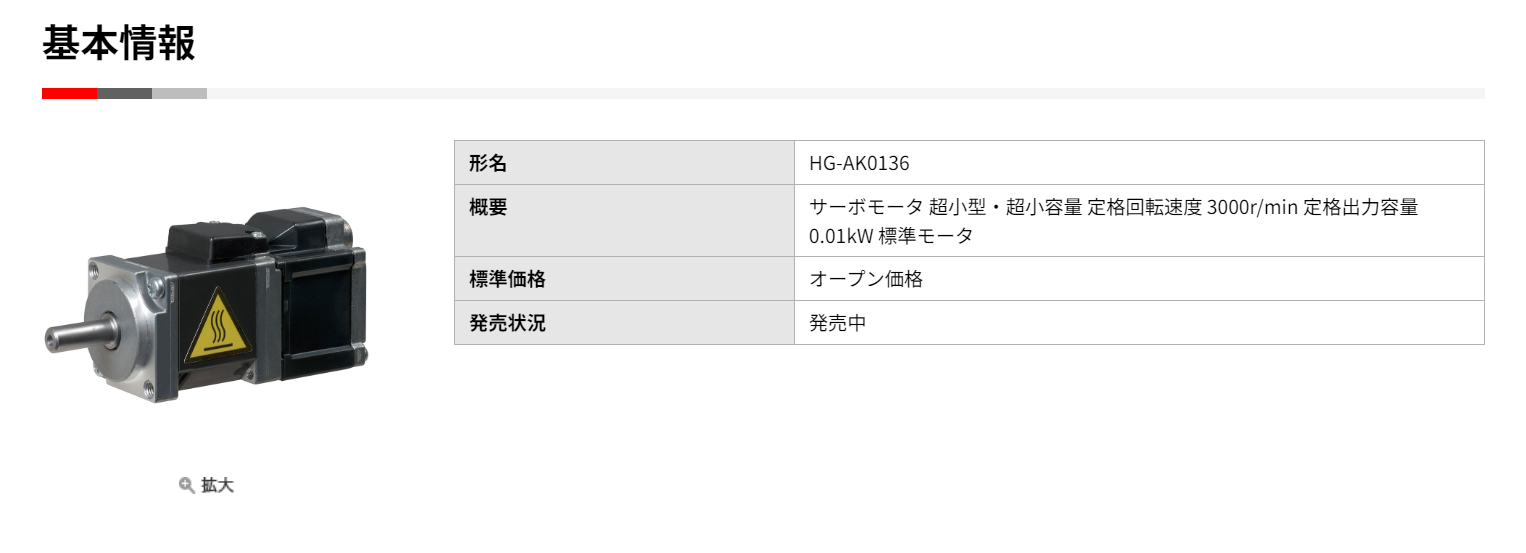 基本情報
形名
HG-AK0136
概要
サーボモータ 超小型・超小容量 定格回転速度 3000r/min 定格出力容量
0.01kW 標準モータ
標準価格
オープン価格
発売状況
発売中
拡大